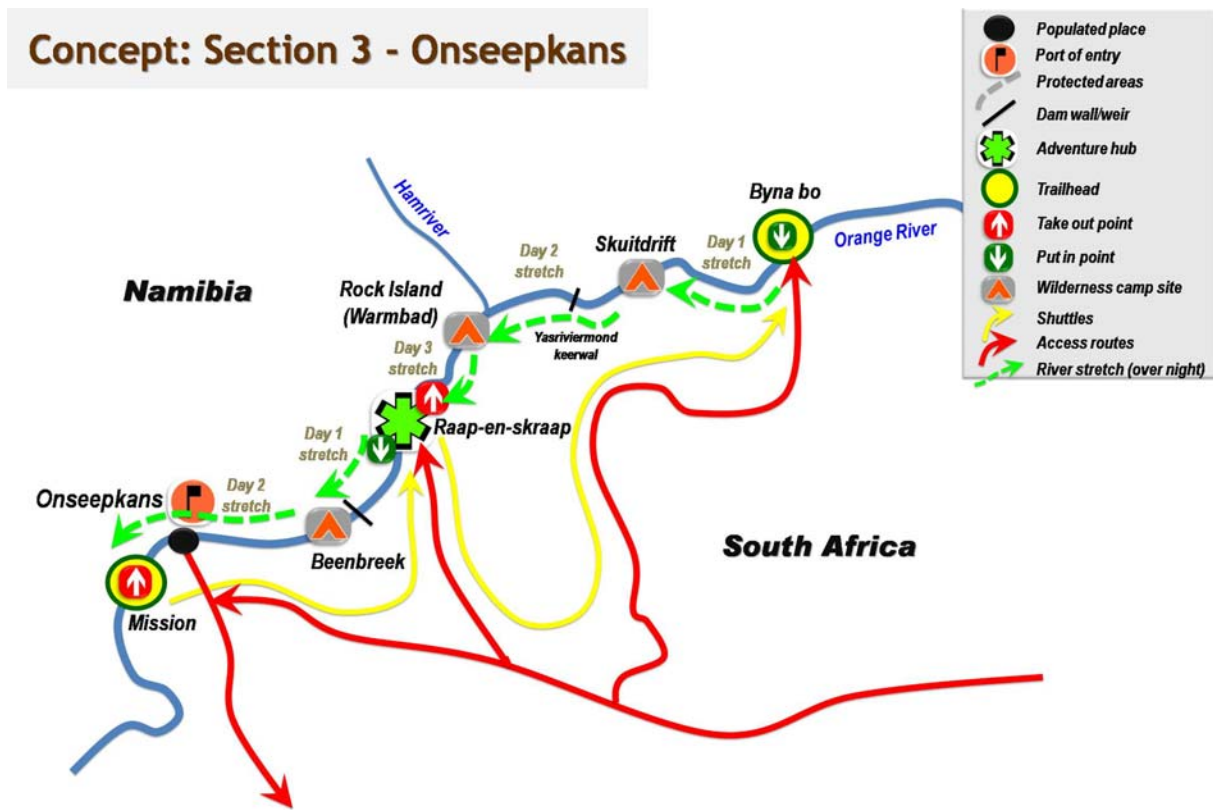 Concept: Section 3 - Onseepkans
Populated place
Port of entry
Protected areas
Dam wall/weir
Adventure hub
Trailhead
Take out point
Put in point
Wilderness camp site
Shuttles
Access routes
River stretch (over night)
Hamriver
Byna bo
Orange River
Skuitdrift
Day 1
stretch
Day 2
stretch
Namibia
Rock Island
(Warmbad)
Yasriviermond
keerwal
Day 3
stretch
Raap-en-skraap
Day 1
stretch
Onseepkans
Day 2
stretch
Beenbreek
South Africa
Mission